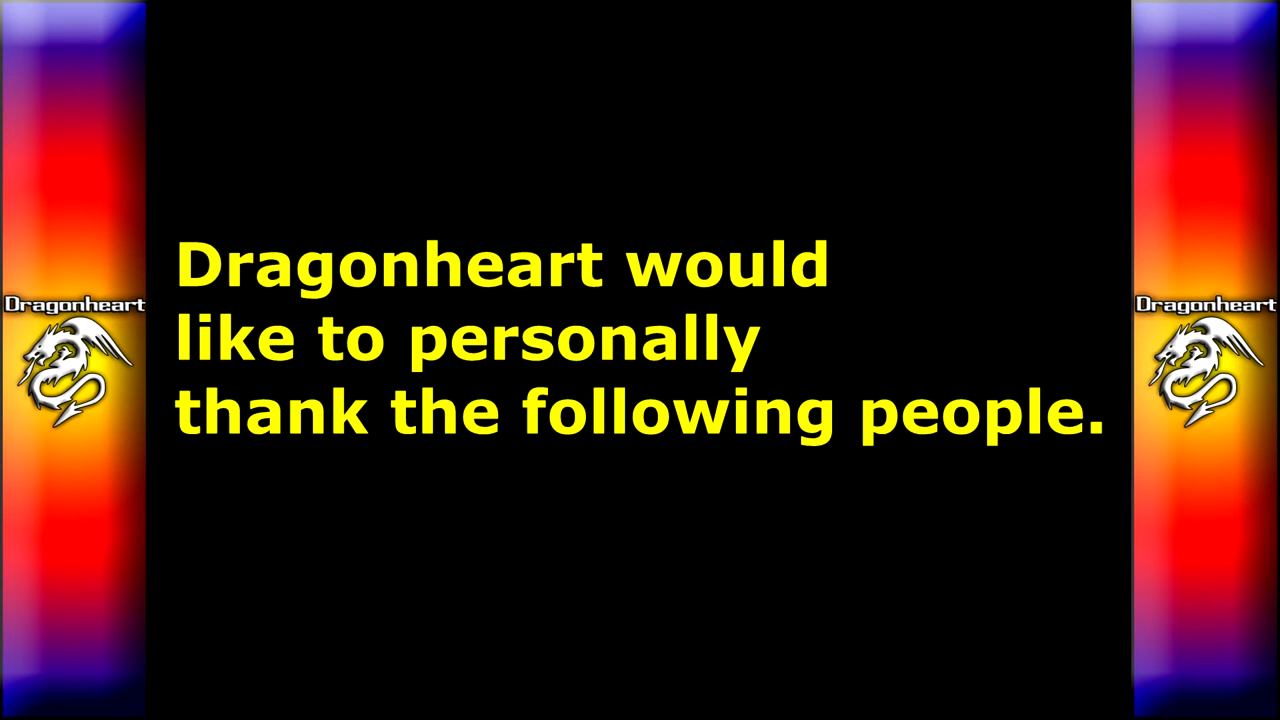 Dragonheart would
like to personally
thank the following people.
Dragonheart
Dragonheart